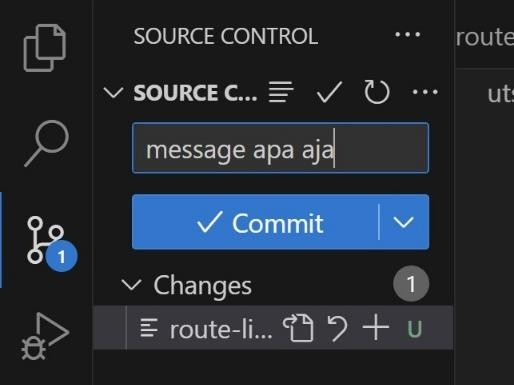 SOURCE CONTROL
route
SOURCE C...
uts
message apa aja
Commit
1
Changes
1
route-li...
U